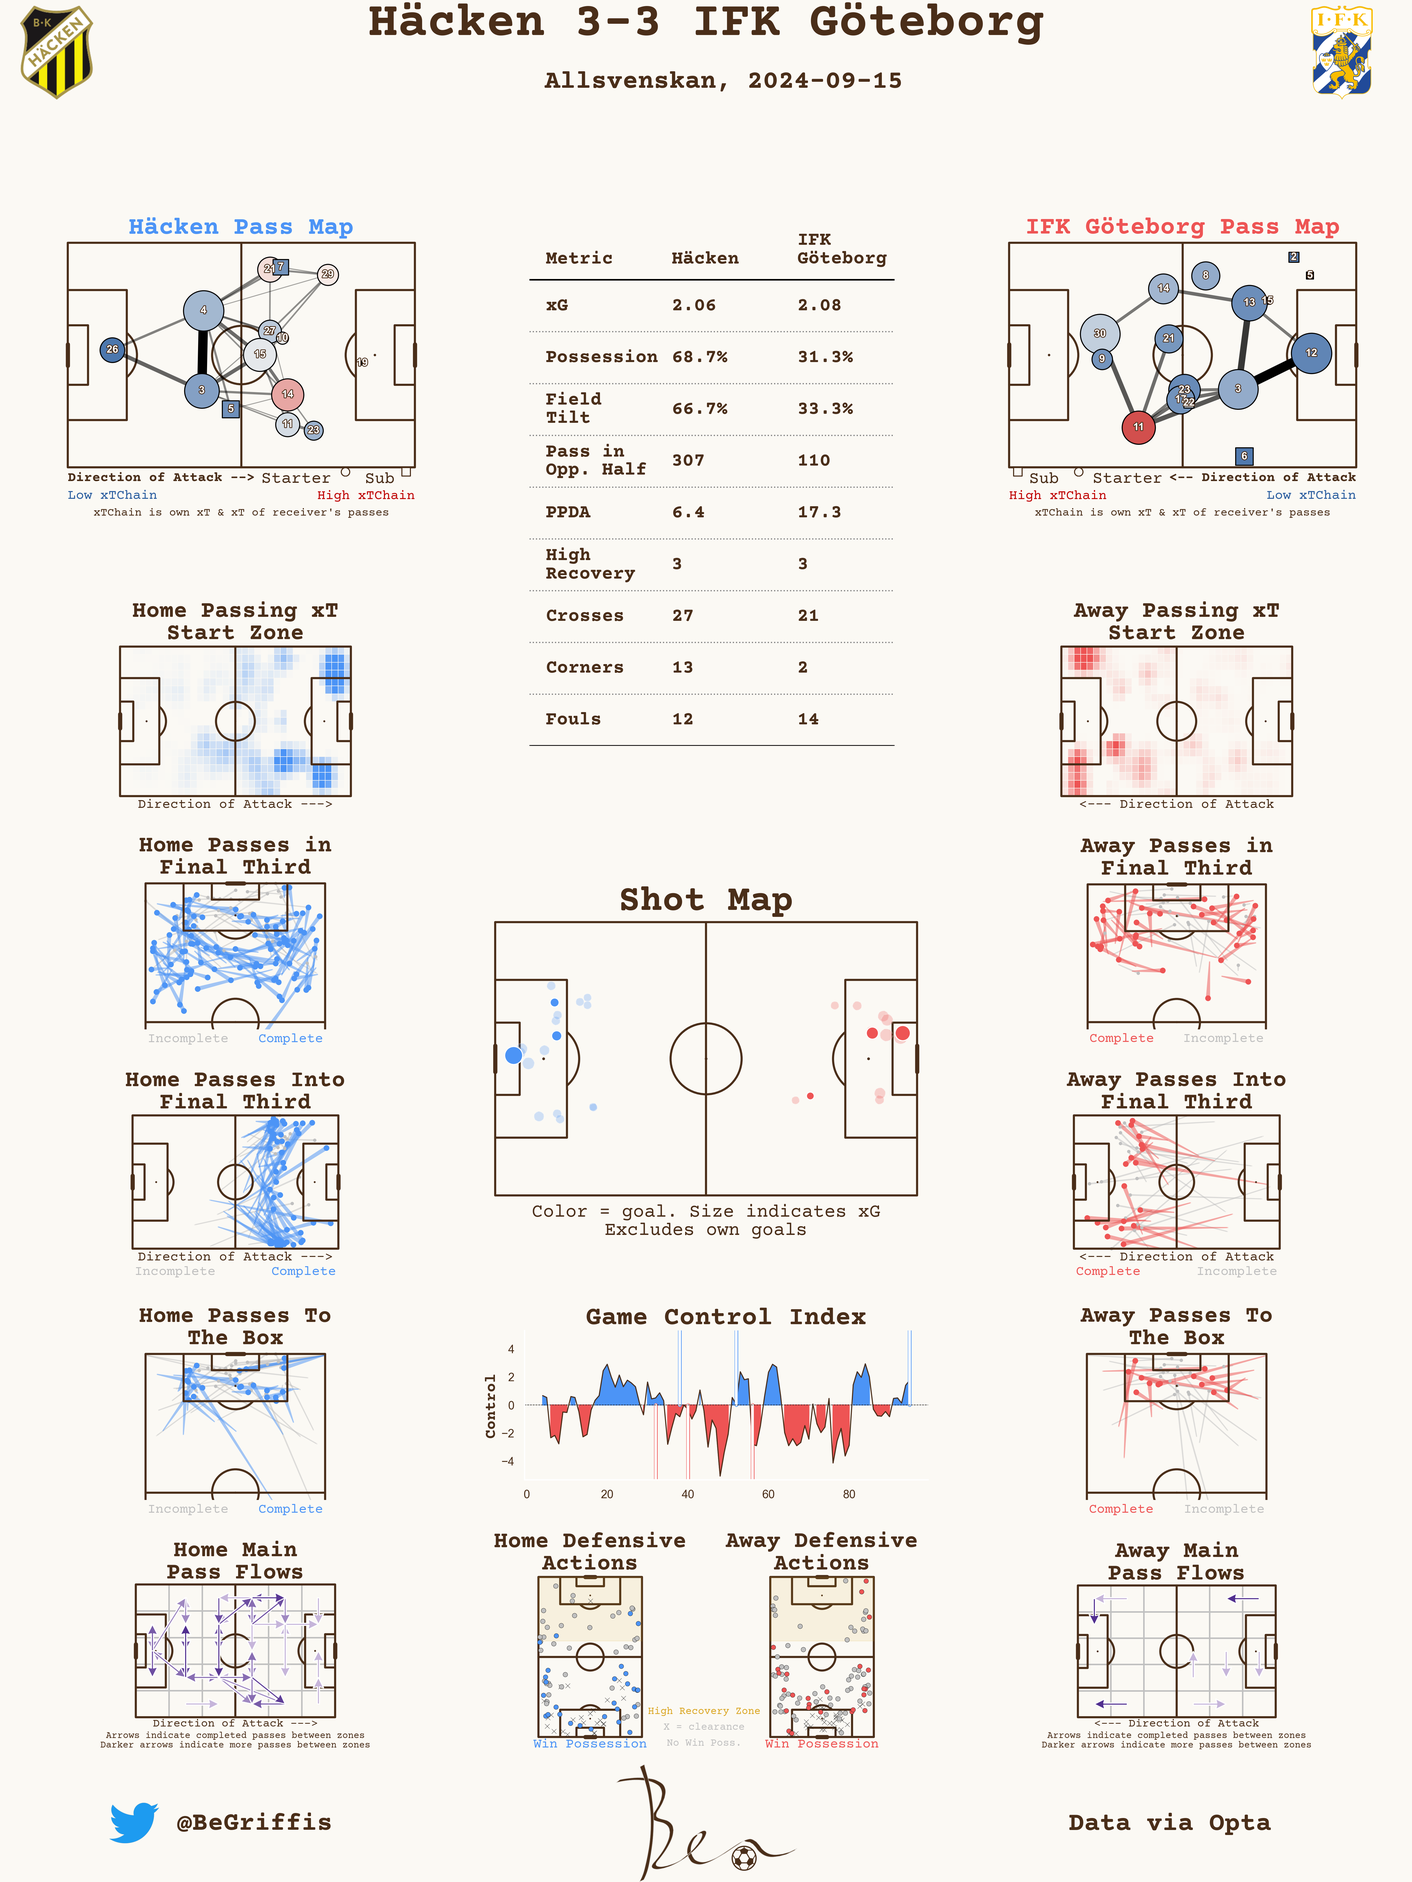 Häcken 3-3 IFK Göteborg
Allsvenskan, 2024-09-15
B·K
HÄCKEN
I·F·K
Häcken Pass Map
26
4
3
5
21
7
29
27
10
15
14
11
23
19
Direction of Attack --> Starter Sub
Low xTChain High xTChain
xTChain is own xT & xT of receiver's passes
Metric Häcken IFK Göteborg
xG 2.06 2.08
Possession 68.7% 31.3%
Field Tilt 66.7% 33.3%
Pass in Opp. Half 307 110
PPDA 6.4 17.3
High Recovery 3 3
Crosses 27 21
Corners 13 2
Fouls 12 14
IFK Göteborg Pass Map
2
8
14
13
15
30
9
21
12
23
22
3
11
6
Sub Starter <-- Direction of Attack
High xTChain Low xTChain
xTChain is own xT & xT of receiver's passes
Home Passing xT
Start Zone
Direction of Attack --->
Away Passing xT
Start Zone
<--- Direction of Attack
Home Passes in
Final Third
Incomplete Complete
Away Passes in
Final Third
Complete Incomplete
Shot Map
Color = goal. Size indicates xG
Excludes own goals
Home Passes Into
Final Third
Direction of Attack --->
Incomplete Complete
Away Passes Into
Final Third
<--- Direction of Attack
Complete Incomplete
Home Passes To
The Box
Incomplete Complete
Game Control Index
Control
4
2
0
−2
−4
0 20 40 60 80
Away Passes To
The Box
Complete Incomplete
Home Main
Pass Flows
Direction of Attack --->
Arrows indicate completed passes between zones
Darker arrows indicate more passes between zones
Home Defensive
Actions
Win Possession
High Recovery Zone
X = clearance
No Win Poss.
Away Defensive
Actions
Win Possession
Away Main
Pass Flows
<--- Direction of Attack
Arrows indicate completed passes between zones
Darker arrows indicate more passes between zones
@BeGriffis
Ben
Data via Opta